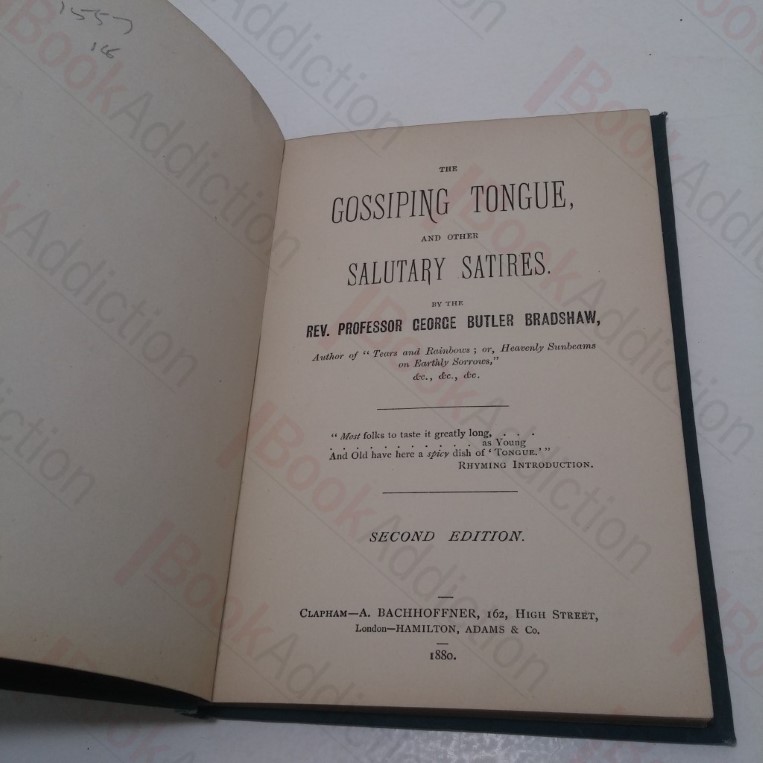 1557
THE
GOSSIPING TONGUE,
AND OTHER
SALUTARY SATIRES.
BY THE
REV. PROFESSOR GEORGE BUTLER BRADSHAW,
Author of "Tears and Rainbows; or, Heavenly Sunbeams
on Earthly Sorrows,"
&c., &c., &c.
"Most folks to taste it greatly long, . . .
. . . . . . . . . . . as Young
And Old have here a spicy dish of 'TONGUE.'"
RHYMING INTRODUCTION.
SECOND EDITION.
CLAPHAM—A. BACHHOFFNER, 162, HIGH STREET,
London—HAMILTON, ADAMS & Co.
1880.
BookAddiction